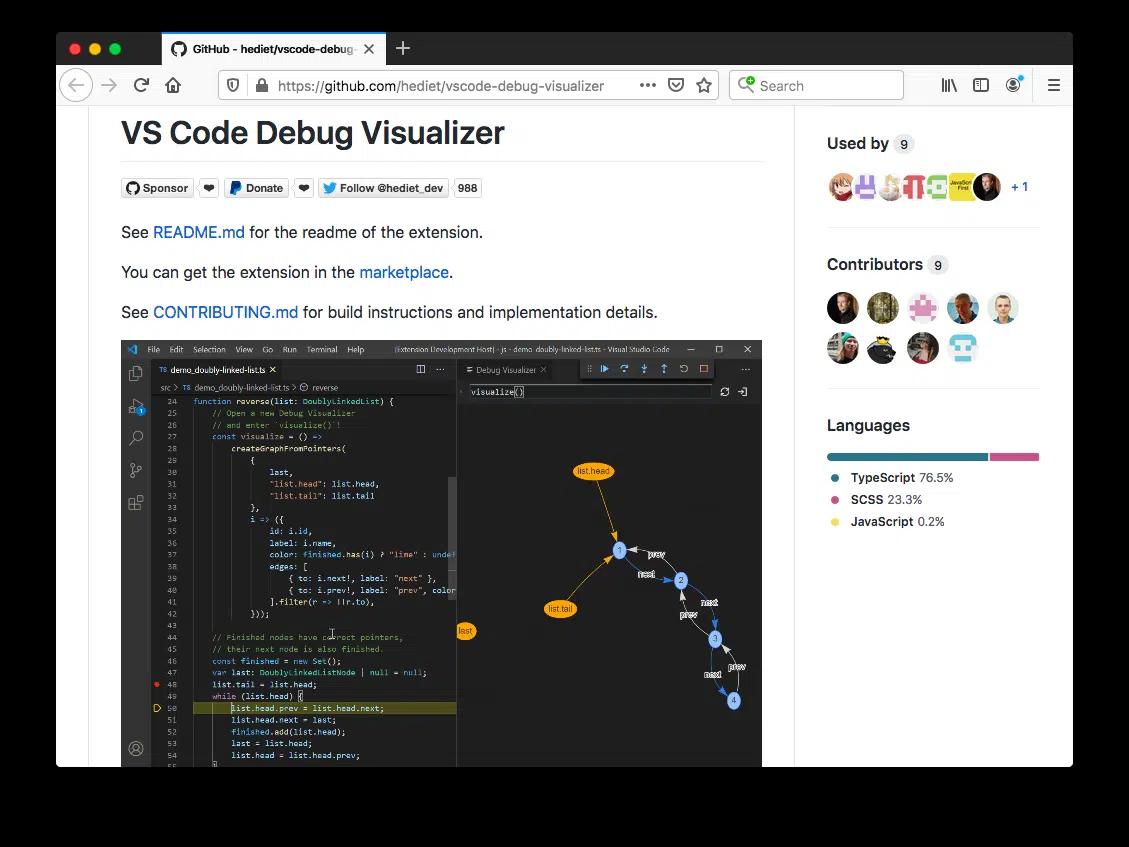 GitHub - hediet/vscode-debug-
https://github.com/hediet/vscode-debug-visualizer
Search
VS Code Debug Visualizer
Sponsor
Donate
Follow @hediet_dev
988
See README.md for the readme of the extension.
You can get the extension in the marketplace.
See CONTRIBUTING.md for build instructions and implementation details.
File Edit Selection View Go Run Terminal Help
[Extension Development Host] - js - demo_doubly-linked-list.ts - Visual Studio Code
TS demo_doubly-linked-list.ts
src > TS demo_doubly-linked-list.ts > reverse
1
24 function reverse(list: DoublyLinkedList) {
25 // Open a new Debug Visualizer
26 // and enter `visualize()`!
27 const visualize = () =>
28 createGraphFromPointers(
29 {
30 last,
31 "list.head": list.head,
32 "list.tail": list.tail
33 },
34 i => ({
35 id: i.id,
36 label: i.name,
37 color: finished.has(i) ? "lime" : undef
38 edges: [
39 { to: i.next!, label: "next" },
40 { to: i.prev!, label: "prev", color
41 ].filter(r => !!r.to),
42 }));
43
44 // Finished nodes have correct pointers,
45 // their next node is also finished.
46 const finished = new Set();
47 var last: DoublyLinkedListNode | null = null;
48 list.tail = list.head;
49 while (list.head) {
50 list.head.prev = list.head.next;
51 list.head.next = last;
52 finished.add(list.head);
53 last = list.head;
54 list.head = list.head.prev;
55 }
Debug Visualizer
visualize()
list.head
1
prev
next
2
list.tail
next
prev
last
3
prev
next
4
Used by 9
JavaScri
First
+ 1
Contributors 9
Languages
TypeScript 76.5%
SCSS 23.3%
JavaScript 0.2%